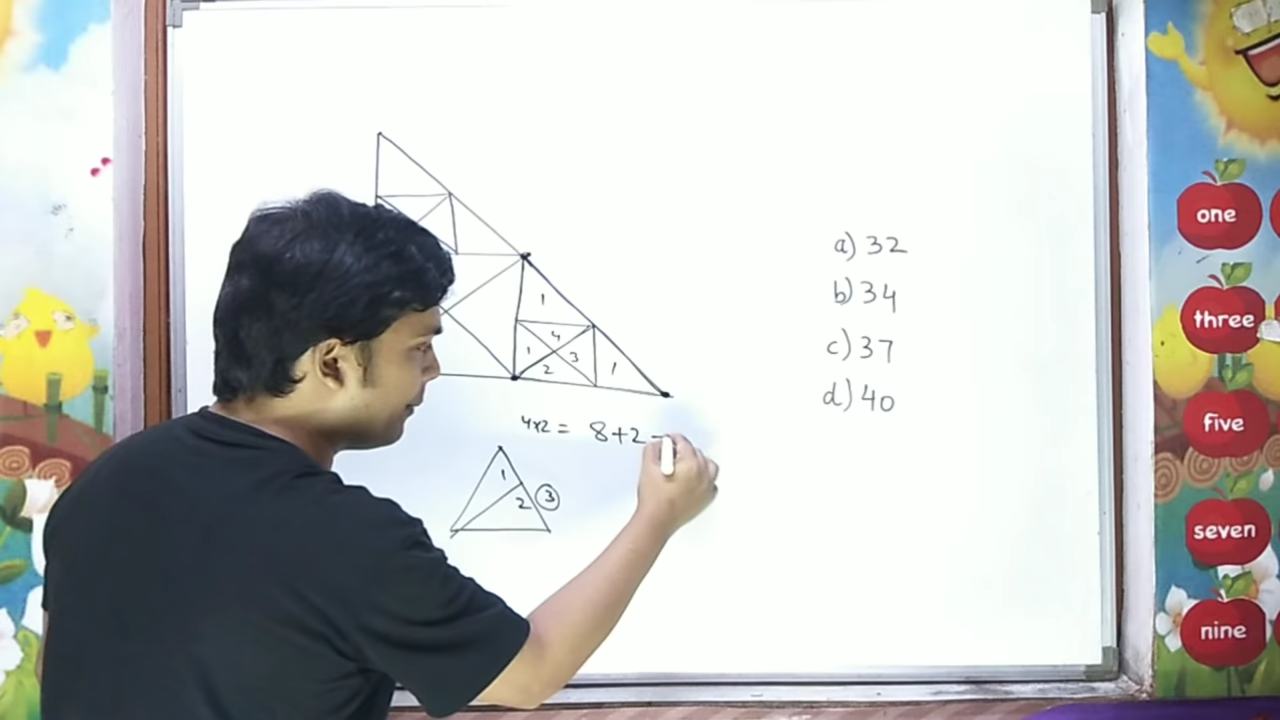 1
4
1
3
2
1
4x2 = 8+2
1
2
3
a) 32
b) 34
c) 37
d) 40
one
three
five
seven
nine